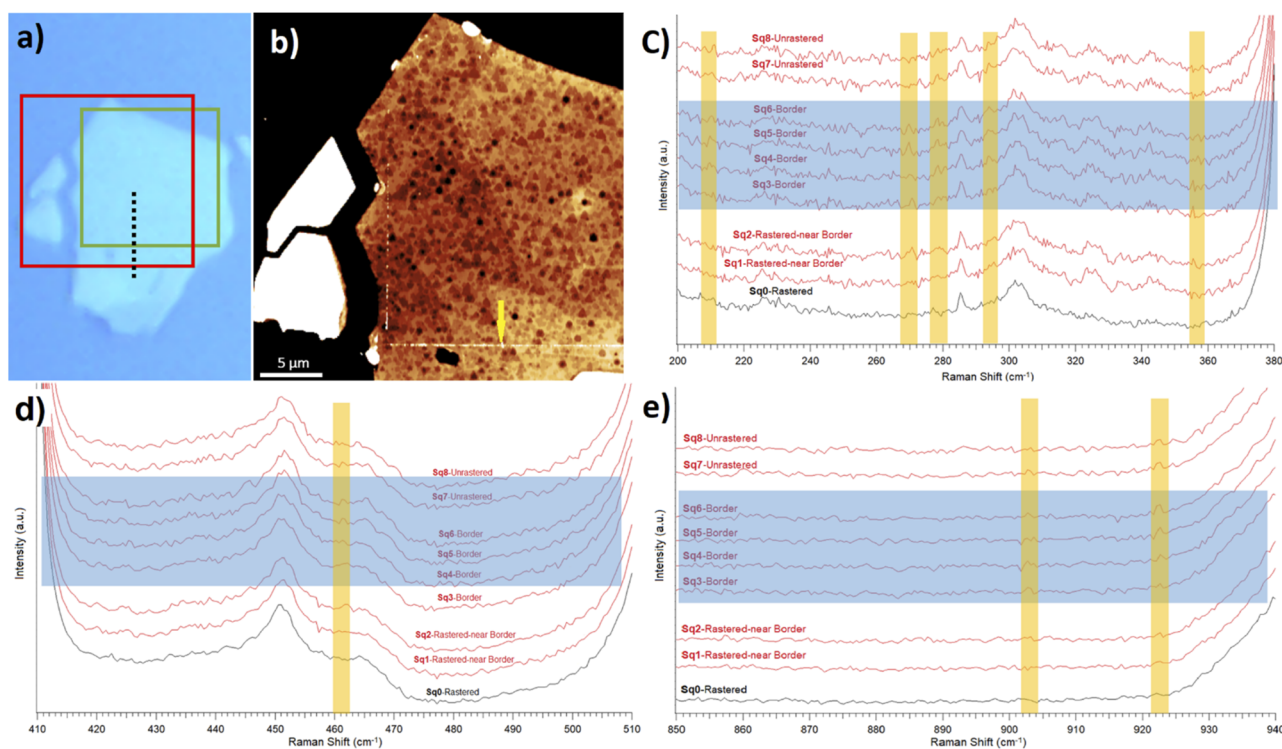 a)
b)
5 µm
C)
Intensity (a.u.)
Sq8-Unrastered
Sq7-Unrastered
Sq6-Border
Sq5-Border
Sq4-Border
Sq3-Border
Sq2-Rastered-near Border
Sq1-Rastered-near Border
Sq0-Rastered
200 220 240 260 280 300 320 340 360 380
Raman Shift (cm⁻¹)
d)
Intensity (a.u.)
Sq8-Unrastered
Sq7-Unrastered
Sq6-Border
Sq5-Border
Sq4-Border
Sq3-Border
Sq2-Rastered-near Border
Sq1-Rastered-near Border
Sq0-Rastered
410 420 430 440 450 460 470 480 490 500 510
Raman Shift (cm⁻¹)
e)
Intensity (a.u.)
Sq8-Unrastered
Sq7-Unrastered
Sq6-Border
Sq5-Border
Sq4-Border
Sq3-Border
Sq2-Rastered-near Border
Sq1-Rastered-near Border
Sq0-Rastered
850 860 870 880 890 900 910 920 930 940
Raman Shift (cm⁻¹)